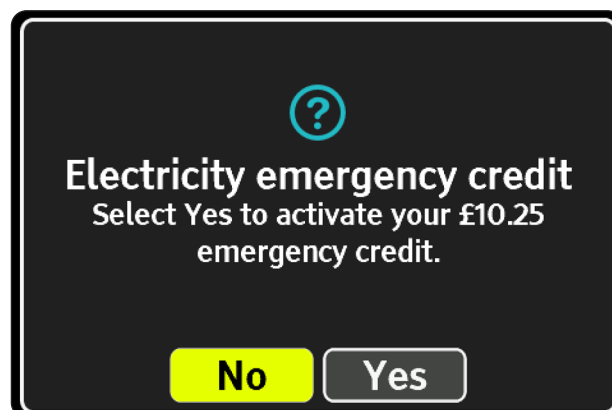 ?
Electricity emergency credit
Select Yes to activate your £10.25
emergency credit.
No Yes